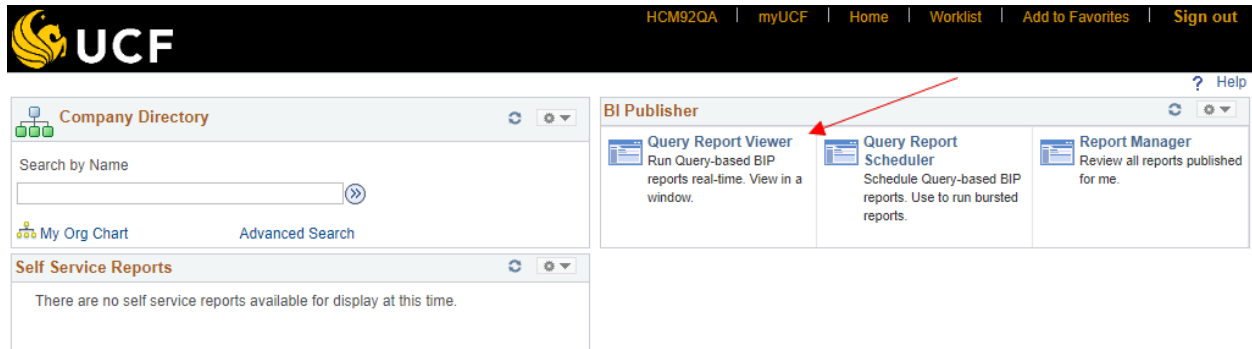 UCF
HCM92QA | myUCF | Home | Worklist | Add to Favorites | Sign out
? Help
Company Directory
Search by Name
My Org Chart Advanced Search
Self Service Reports
There are no self service reports available for display at this time.
BI Publisher
Query Report Viewer
Run Query-based BIP
reports real-time. View in a
window.
Query Report
Scheduler
Schedule Query-based BIP
reports. Use to run bursted
reports.
Report Manager
Review all reports published
for me.